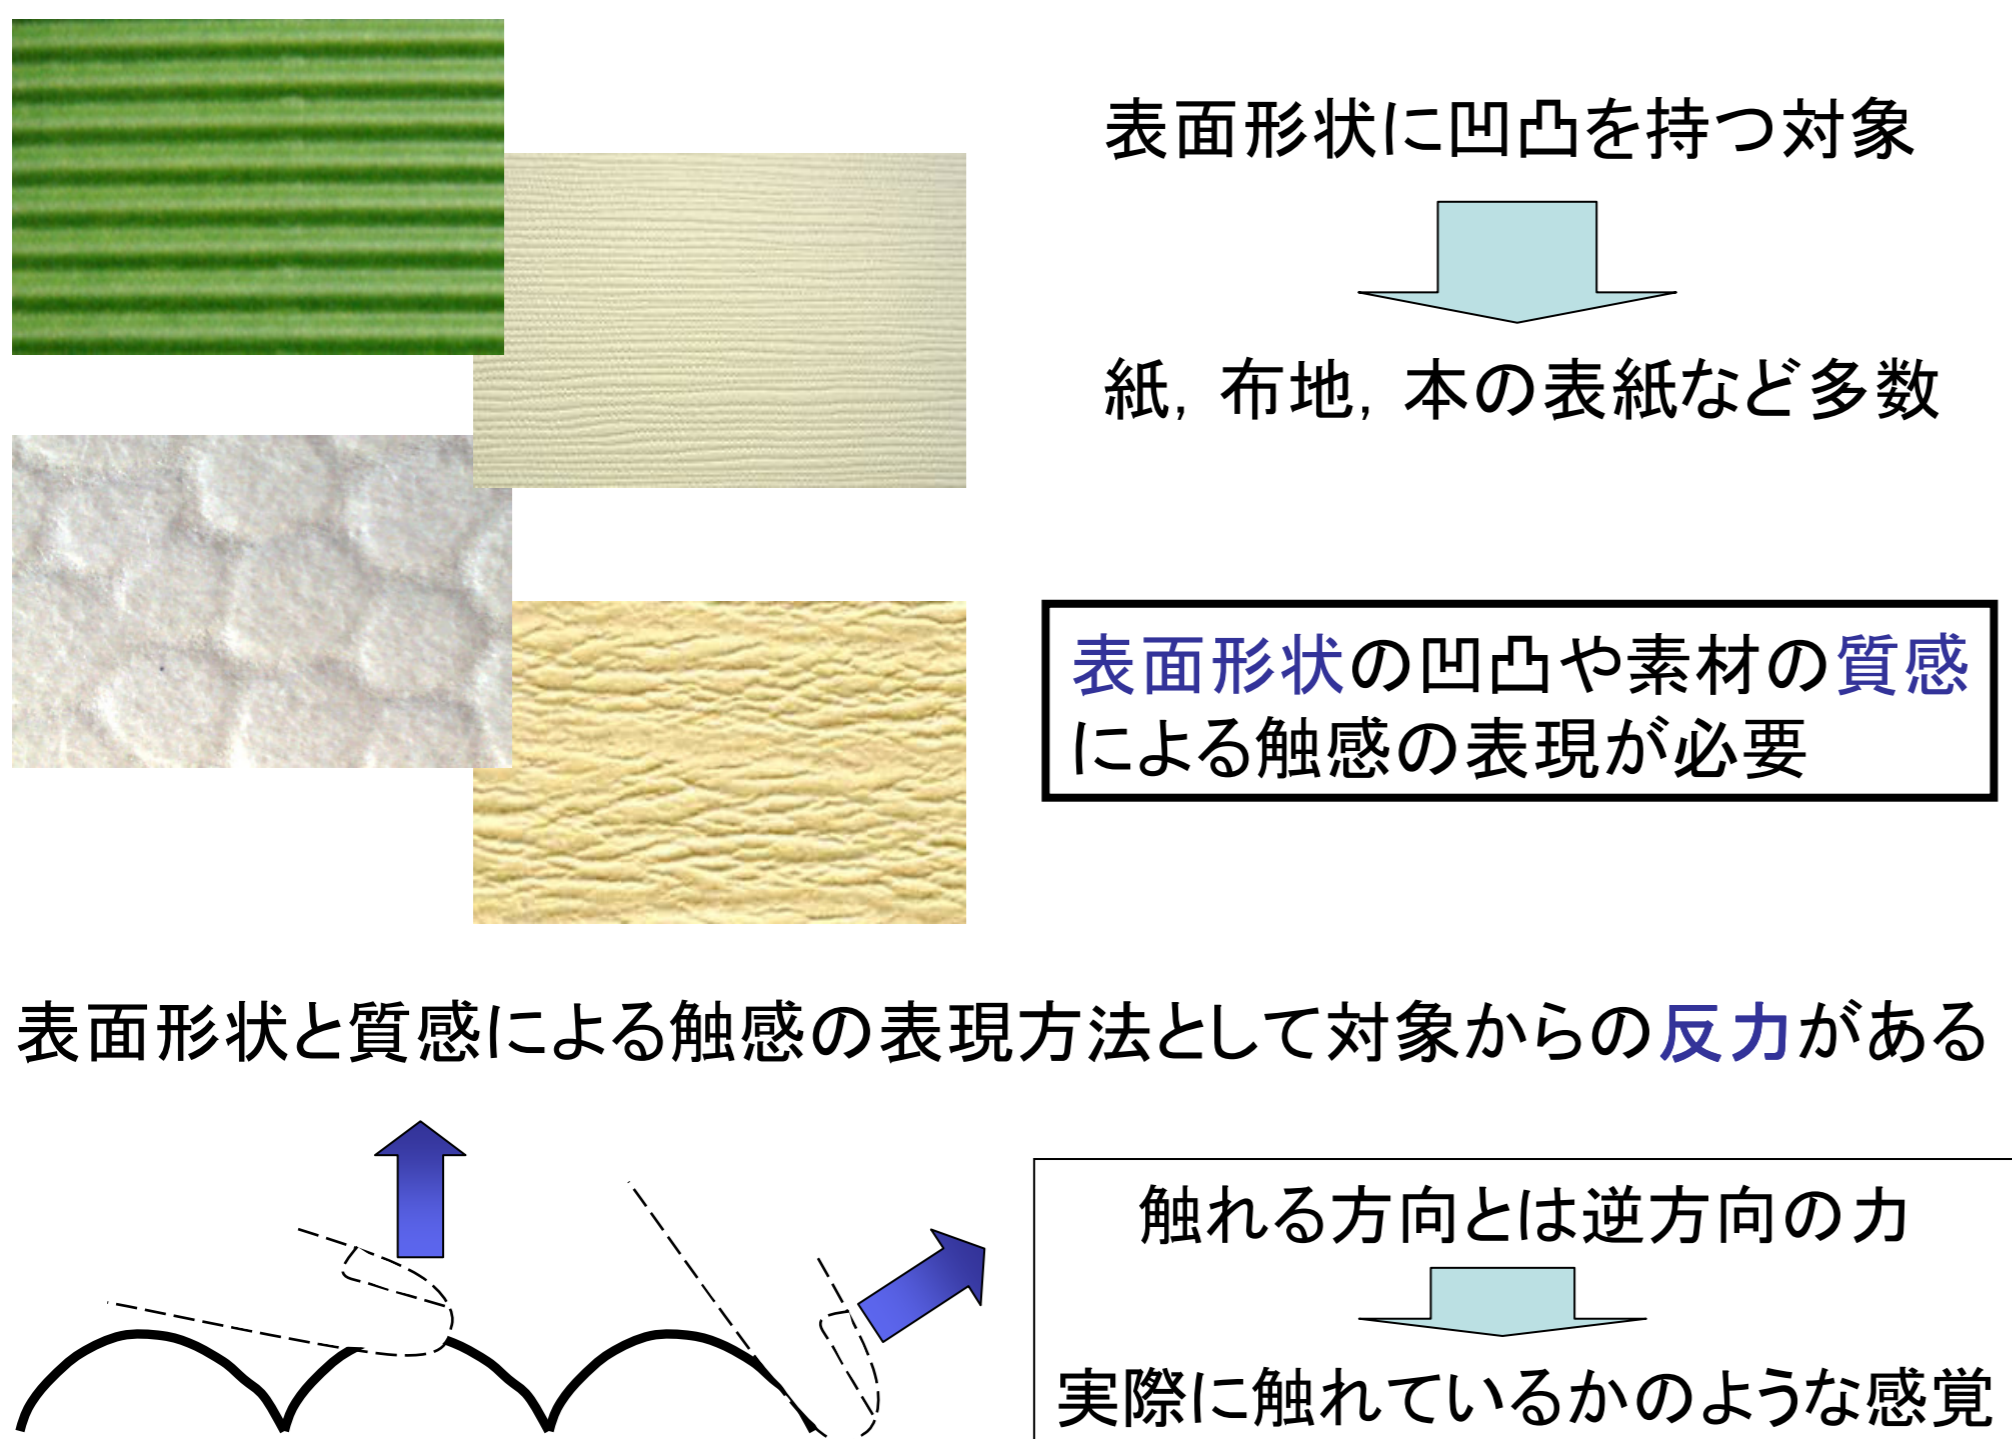 表面形状に凹凸を持つ対象
紙，布地，本の表紙など多数
表面形状の凹凸や素材の質感
による触感の表現が必要
表面形状と質感による触感の表現方法として対象からの反力がある
触れる方向とは逆方向の力
実際に触れているかのような感覚